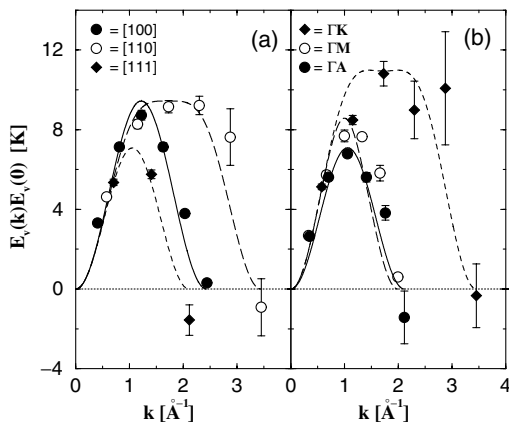 = [100]
= [110]
= [111]
(a)
= ΓK
= ΓM
= ΓA
(b)
12
8
4
0
−4
E_v(k)E_v(0) [K]
0 1 2 3
0 1 2 3 4
k [Å⁻¹]
k [Å⁻¹]